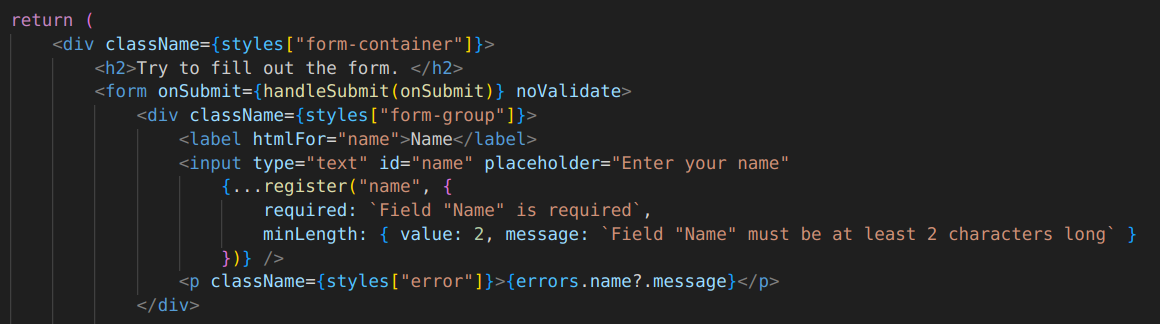 return (
<div className={styles["form-container"]}>
<h2>Try to fill out the form. </h2>
<form onSubmit={handleSubmit(onSubmit)} noValidate>
<div className={styles["form-group"]}>
<label htmlFor="name">Name</label>
<input type="text" id="name" placeholder="Enter your name"
{...register("name", {
required: `Field "Name" is required`,
minLength: { value: 2, message: `Field "Name" must be at least 2 characters long` }
})} />
<p className={styles["error"]}>{errors.name?.message}</p>
</div>